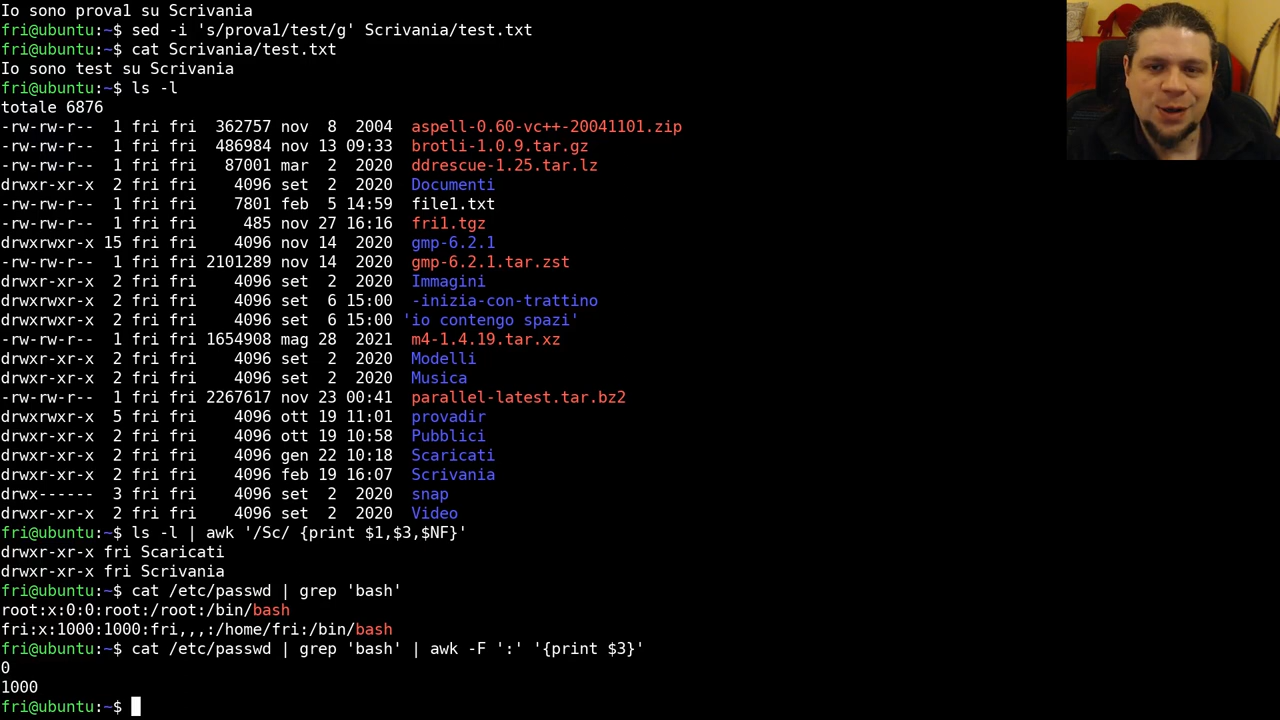 Io sono prova1 su Scrivania
fri@ubuntu:~$ sed -i 's/prova1/test/g' Scrivania/test.txt
fri@ubuntu:~$ cat Scrivania/test.txt
Io sono test su Scrivania
fri@ubuntu:~$ ls -l
totale 6876
-rw-rw-r--  1 fri fri  362757 nov  8  2004  aspell-0.60-vc++-20041101.zip
-rw-rw-r--  1 fri fri  486984 nov 13 09:33  brotli-1.0.9.tar.gz
-rw-rw-r--  1 fri fri   87001 mar  2  2020  ddrescue-1.25.tar.lz
drwxr-xr-x  2 fri fri    4096 set  2  2020  Documenti
-rw-rw-r--  1 fri fri    7801 feb  5 14:59  file1.txt
-rw-rw-r--  1 fri fri     485 nov 27 16:16  fri1.tgz
drwxrwxr-x 15 fri fri    4096 nov 14  2020  gmp-6.2.1
-rw-rw-r--  1 fri fri 2101289 nov 14  2020  gmp-6.2.1.tar.zst
drwxr-xr-x  2 fri fri    4096 set  2  2020  Immagini
drwxrwxr-x  2 fri fri    4096 set  6 15:00  -inizia-con-trattino
drwxrwxr-x  2 fri fri    4096 set  6 15:00 'io contengo spazi'
-rw-rw-r--  1 fri fri 1654908 mag 28  2021  m4-1.4.19.tar.xz
drwxr-xr-x  2 fri fri    4096 set  2  2020  Modelli
drwxr-xr-x  2 fri fri    4096 set  2  2020  Musica
-rw-rw-r--  1 fri fri 2267617 nov 23 00:41  parallel-latest.tar.bz2
drwxrwxr-x  5 fri fri    4096 ott 19 11:01  provadir
drwxr-xr-x  2 fri fri    4096 ott 19 10:58  Pubblici
drwxr-xr-x  2 fri fri    4096 gen 22 10:18  Scaricati
drwxr-xr-x  2 fri fri    4096 feb 19 16:07  Scrivania
drwx------  3 fri fri    4096 set  2  2020  snap
drwxr-xr-x  2 fri fri    4096 set  2  2020  Video
fri@ubuntu:~$ ls -l | awk '/Sc/ {print $1,$3,$NF}'
drwxr-xr-x fri Scaricati
drwxr-xr-x fri Scrivania
fri@ubuntu:~$ cat /etc/passwd | grep 'bash'
root:x:0:0:root:/root:/bin/bash
fri:x:1000:1000:fri,,,:/home/fri:/bin/bash
fri@ubuntu:~$ cat /etc/passwd | grep 'bash' | awk -F ':' '{print $3}'
0
1000
fri@ubuntu:~$